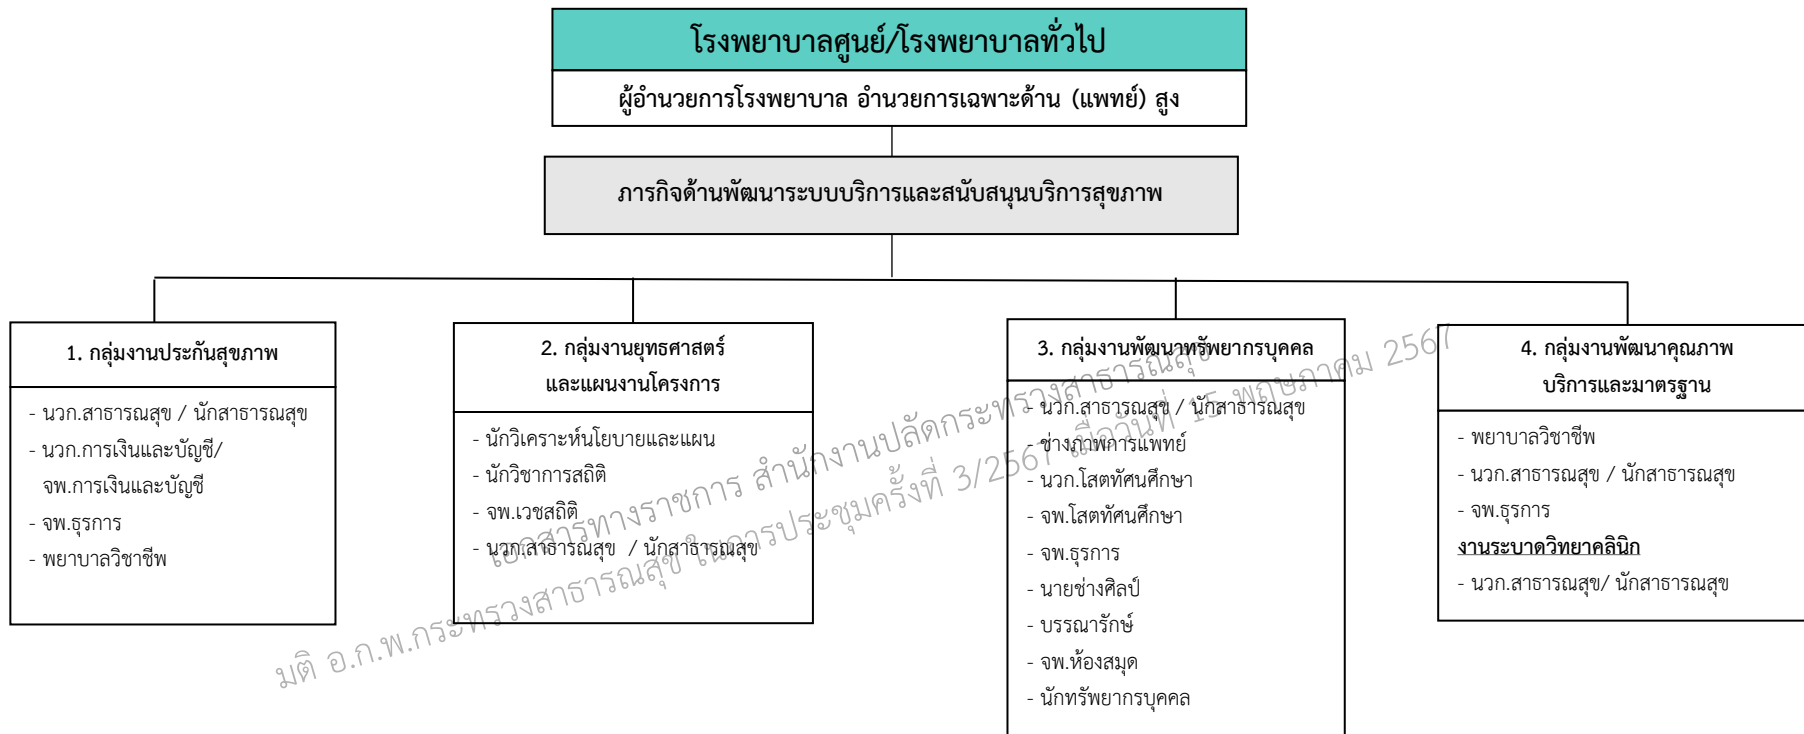 โรงพยาบาลศูนย์/โรงพยาบาลทั่วไป
ผู้อำนวยการโรงพยาบาล อำนวยการเฉพาะด้าน (แพทย์) สูง
ภารกิจด้านพัฒนาระบบบริการและสนับสนุนบริการสุขภาพ
1. กลุ่มงานประกันสุขภาพ
- นวก.สาธารณสุข / นักสาธารณสุข
- นวก.การเงินและบัญชี/
จพ.การเงินและบัญชี
- จพ.ธุรการ
- พยาบาลวิชาชีพ
2. กลุ่มงานยุทธศาสตร์
และแผนงานโครงการ
- นักวิเคราะห์นโยบายและแผน
- นักวิชาการสถิติ
- จพ.เวชสถิติ
- นวก.สาธารณสุข / นักสาธารณสุข
3. กลุ่มงานพัฒนาทรัพยากรบุคคล
- นวก.สาธารณสุข / นักสาธารณสุข
- ช่างภาพการแพทย์
- นวก.โสตทัศนศึกษา
- จพ.โสตทัศนศึกษา
- จพ.ธุรการ
- นายช่างศิลป์
- บรรณารักษ์
- จพ.ห้องสมุด
- นักทรัพยากรบุคคล
4. กลุ่มงานพัฒนาคุณภาพ
บริการและมาตรฐาน
- พยาบาลวิชาชีพ
- นวก.สาธารณสุข / นักสาธารณสุข
- จพ.ธุรการ
งานระบาดวิทยาคลินิก
- นวก.สาธารณสุข/ นักสาธารณสุข
เอกสารทางราชการ สำนักงานปลัดกระทรวงสาธารณสุข
มติ อ.ก.พ.กระทรวงสาธารณสุข ในการประชุมครั้งที่ 3/2567 เมื่อวันที่ 15 พฤษภาคม 2567